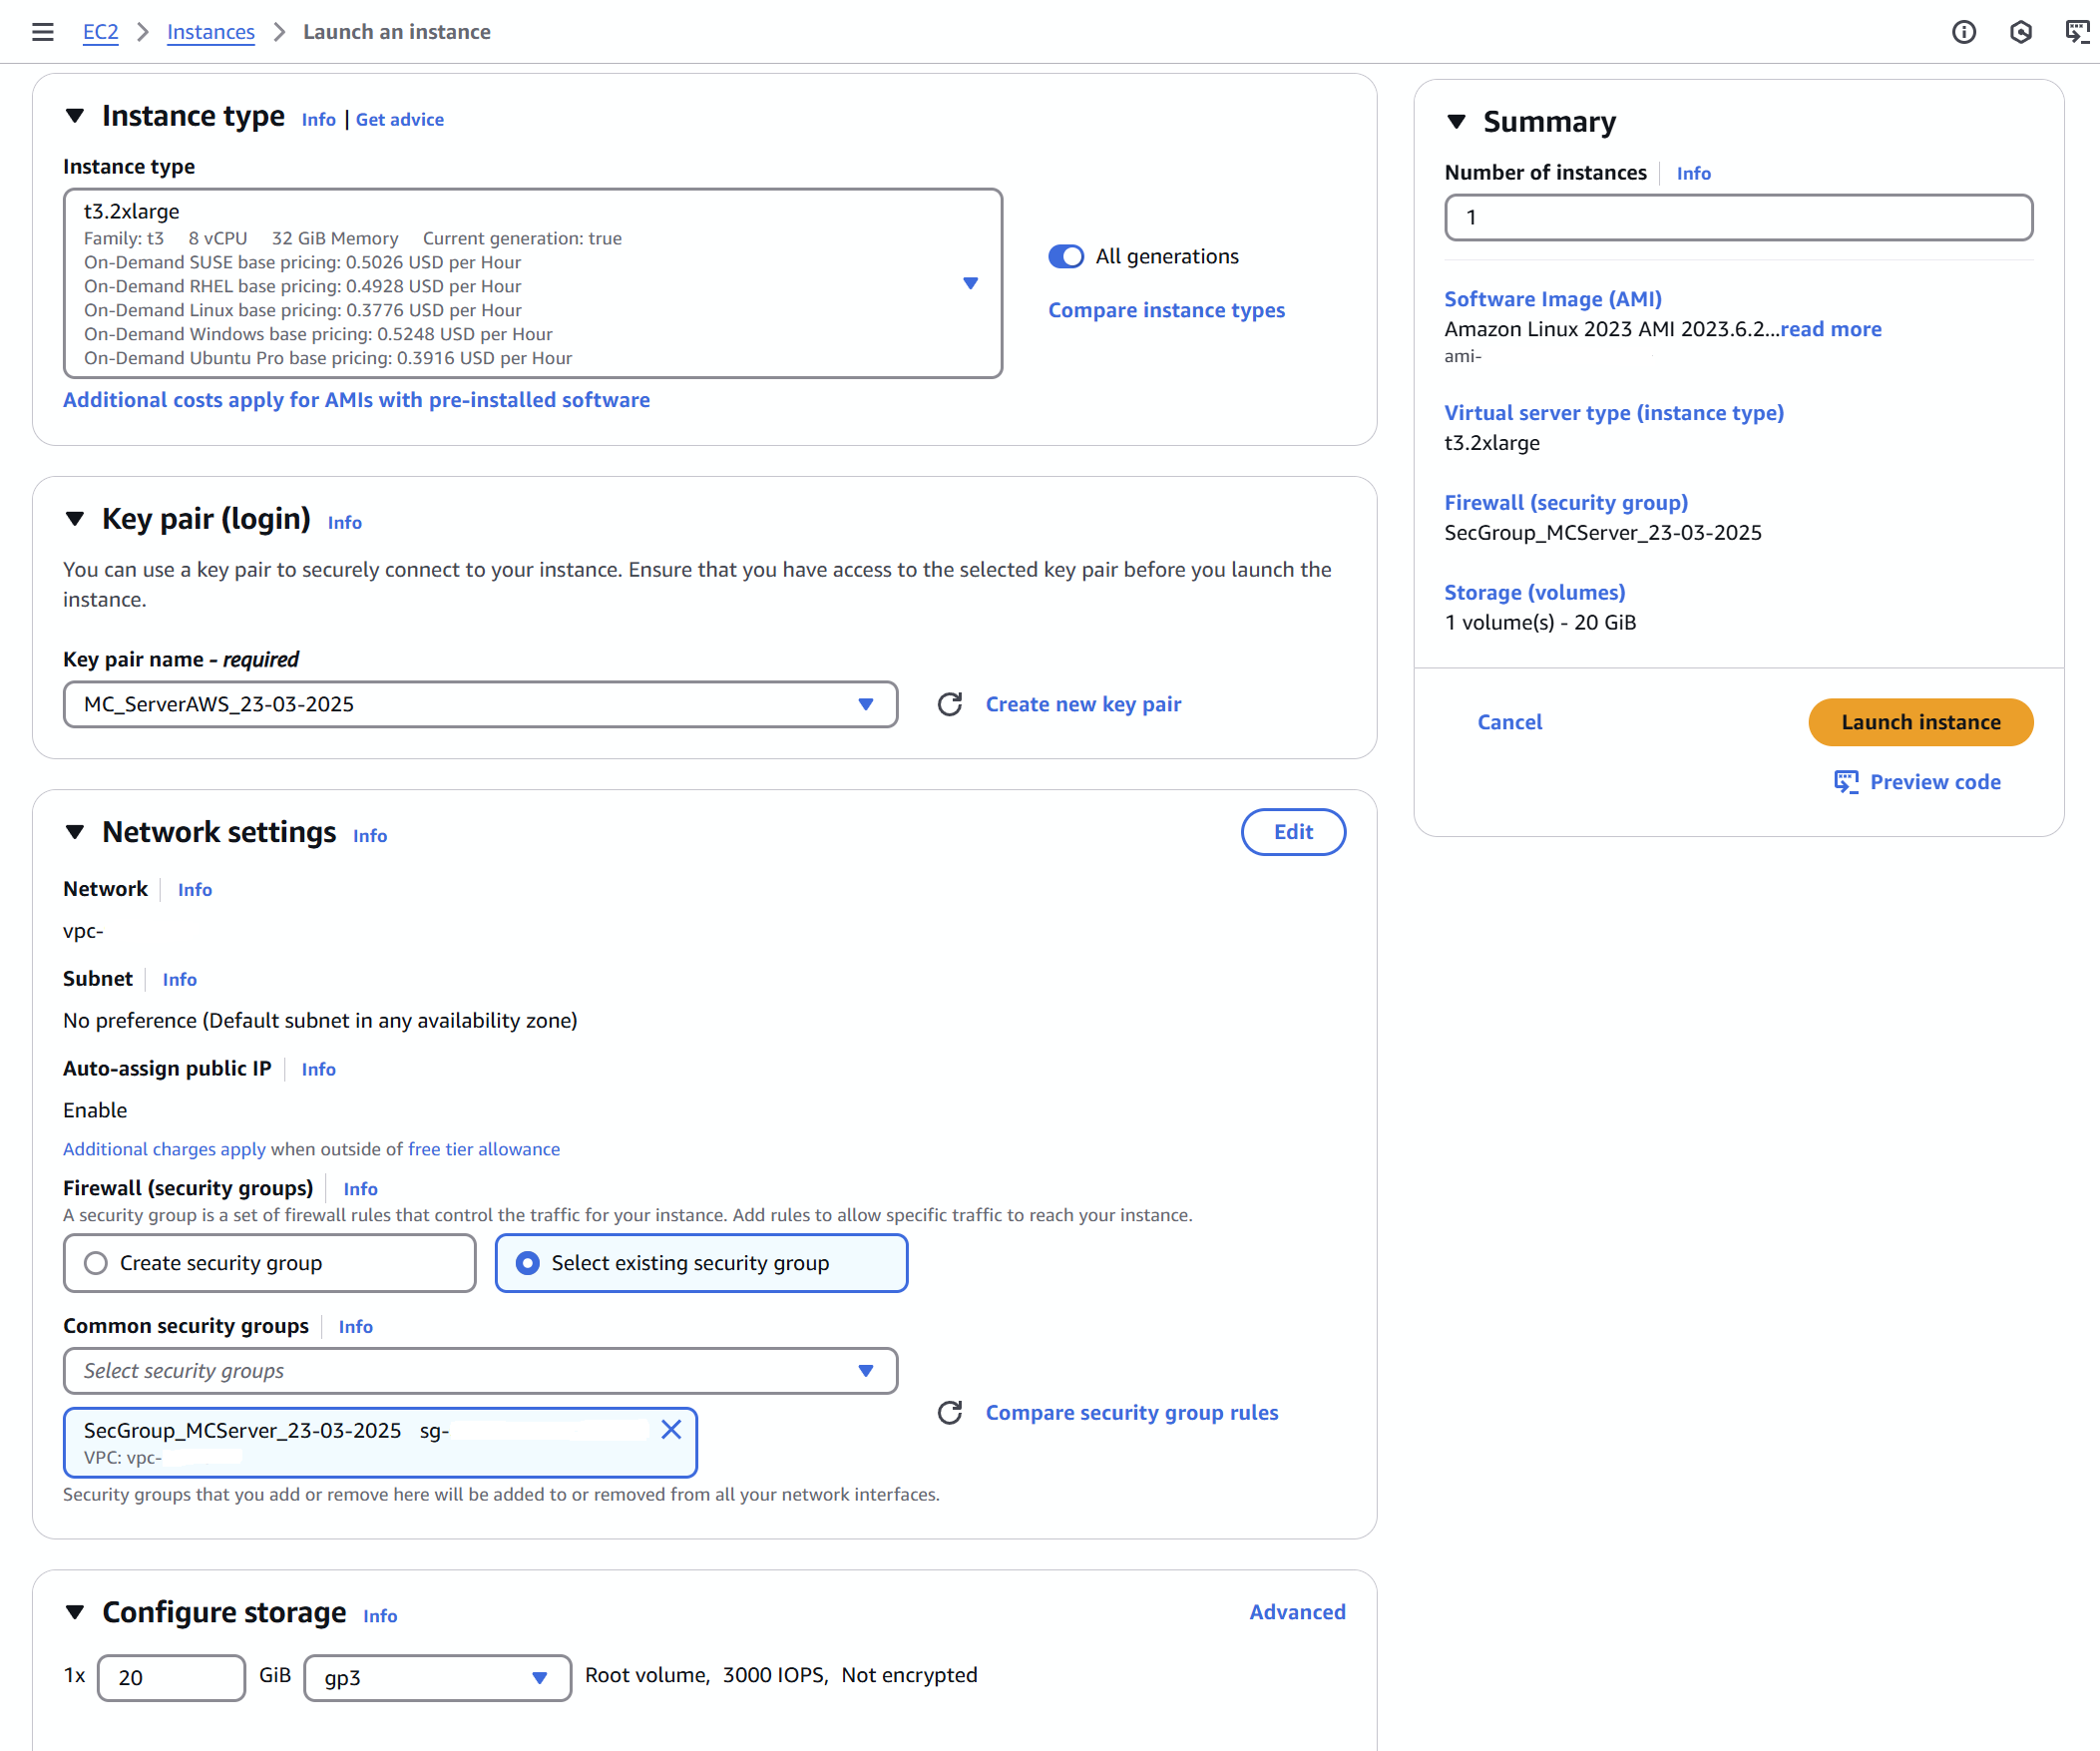 EC2 > Instances > Launch an instance
Instance type Info | Get advice
Instance type
t3.2xlarge
Family: t3 8 vCPU 32 GiB Memory Current generation: true
On-Demand SUSE base pricing: 0.5026 USD per Hour
On-Demand RHEL base pricing: 0.4928 USD per Hour
On-Demand Linux base pricing: 0.3776 USD per Hour
On-Demand Windows base pricing: 0.5248 USD per Hour
On-Demand Ubuntu Pro base pricing: 0.3916 USD per Hour
All generations
Compare instance types
Additional costs apply for AMIs with pre-installed software
Key pair (login) Info
You can use a key pair to securely connect to your instance. Ensure that you have access to the selected key pair before you launch the
instance.
Key pair name - required
MC_ServerAWS_23-03-2025
Create new key pair
Network settings Info
Edit
Network Info
vpc-
Subnet Info
No preference (Default subnet in any availability zone)
Auto-assign public IP Info
Enable
Additional charges apply when outside of free tier allowance
Firewall (security groups) Info
A security group is a set of firewall rules that control the traffic for your instance. Add rules to allow specific traffic to reach your instance.
Create security group
Select existing security group
Common security groups Info
Select security groups
SecGroup_MCServer_23-03-2025 sg-
VPC: vpc-
Compare security group rules
Security groups that you add or remove here will be added to or removed from all your network interfaces.
Configure storage Info
Advanced
1x 20 GiB gp3 Root volume, 3000 IOPS, Not encrypted
Summary
Number of instances Info
1
Software Image (AMI)
Amazon Linux 2023 AMI 2023.6.2...read more
ami-
Virtual server type (instance type)
t3.2xlarge
Firewall (security group)
SecGroup_MCServer_23-03-2025
Storage (volumes)
1 volume(s) - 20 GiB
Cancel
Launch instance
Preview code